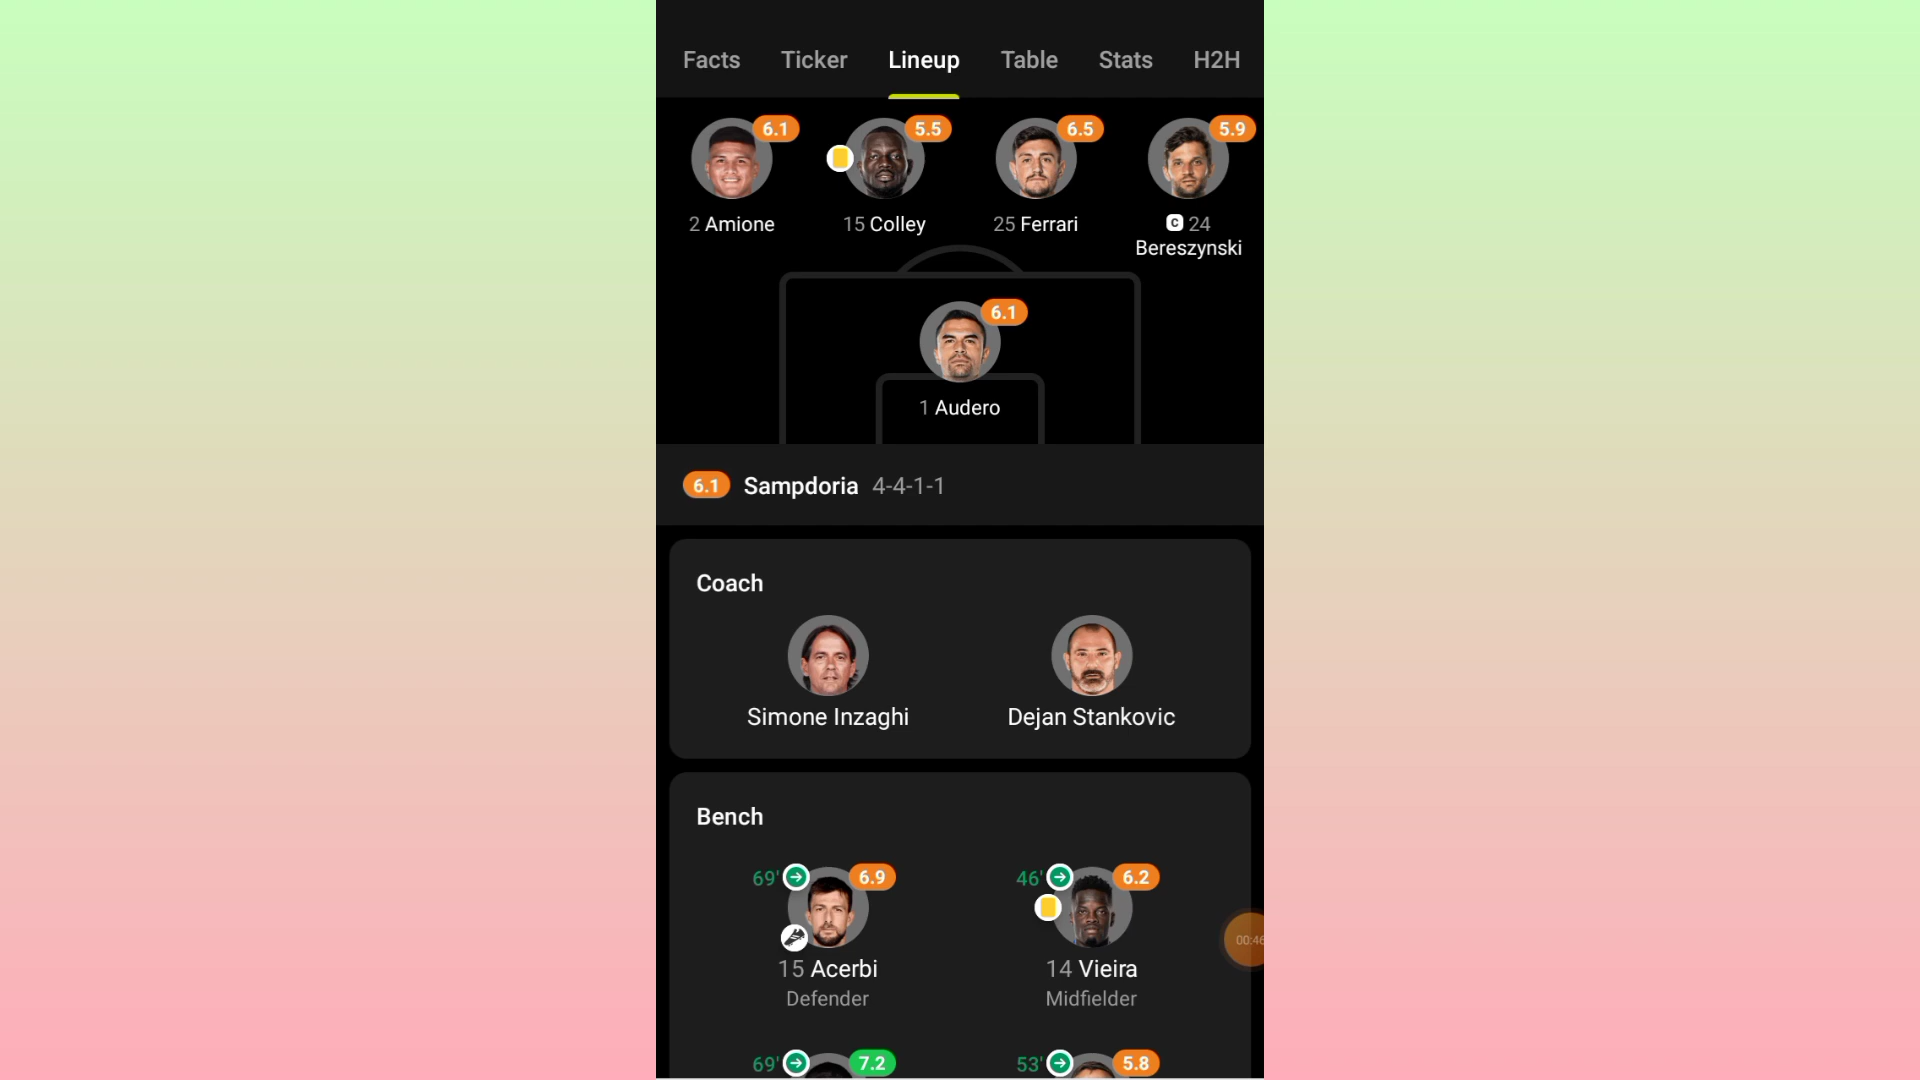 Facts Ticker Lineup Table Stats H2H
6.1 5.5 6.5 5.9
2 Amione 15 Colley 25 Ferrari C 24
Bereszynski
6.1
1 Audero
6.1 Sampdoria 4-4-1-1
Coach
Simone Inzaghi Dejan Stankovic
Bench
69' 6.9 46' 6.2
00:46
15 Acerbi 14 Vieira
Defender Midfielder
69' 7.2 53' 5.8